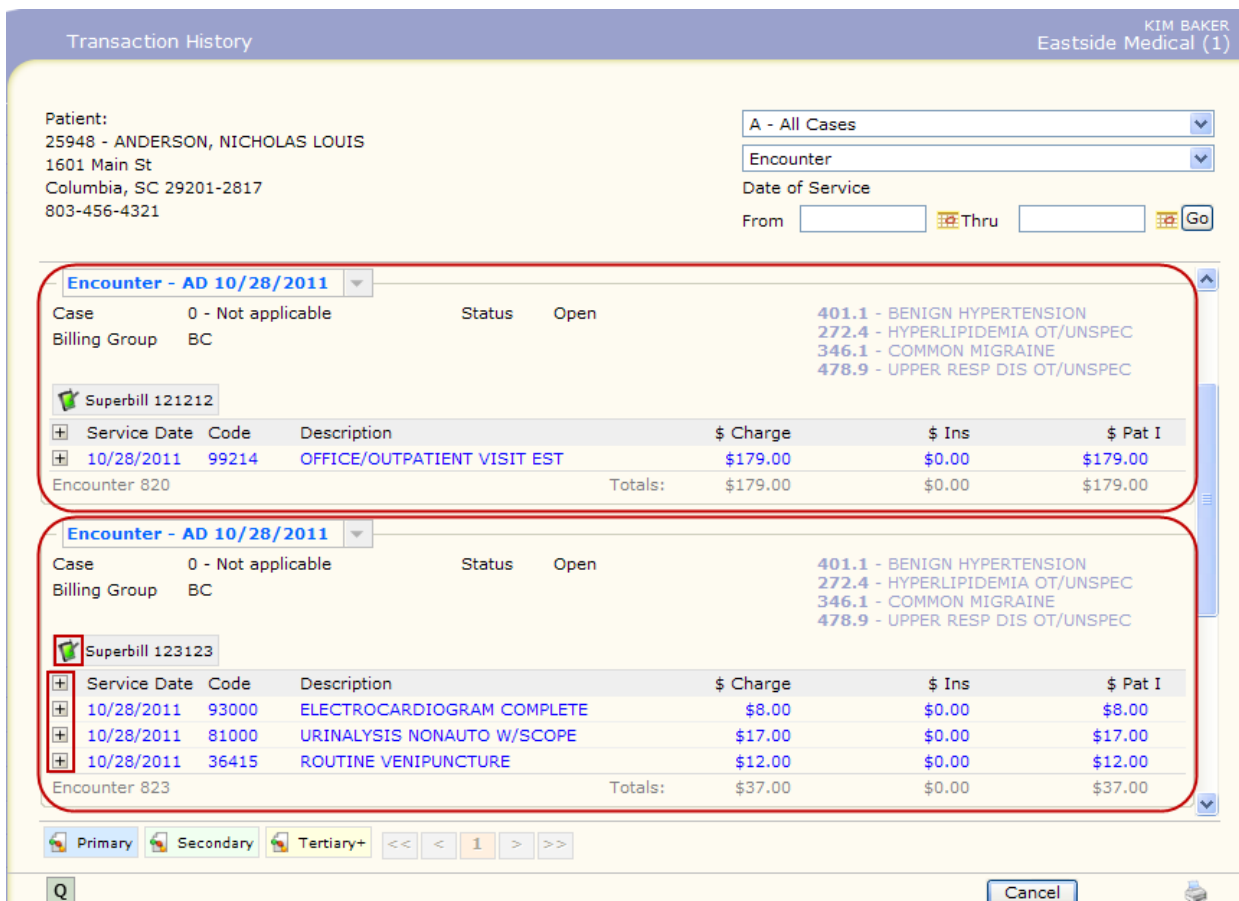 KIM BAKER
Transaction History
Eastside Medical (1)
Patient:
25948 - ANDERSON, NICHOLAS LOUIS
1601 Main St
Columbia, SC 29201-2817
803-456-4321
A - All Cases
Encounter
Date of Service
From Thru Go
Encounter - AD 10/28/2011
Case 0 - Not applicable Status Open 401.1 - BENIGN HYPERTENSION
272.4 - HYPERLIPIDEMIA OT/UNSPEC
Billing Group BC
346.1 - COMMON MIGRAINE
478.9 - UPPER RESP DIS OT/UNSPEC
Superbill 121212
Service Date Code Description $ Charge $ Ins $ Pat I
10/28/2011 99214 OFFICE/OUTPATIENT VISIT EST $179.00 $0.00 $179.00
Encounter 820 Totals: $179.00 $0.00 $179.00
Encounter - AD 10/28/2011
Case 0 - Not applicable Status Open 401.1 - BENIGN HYPERTENSION
272.4 - HYPERLIPIDEMIA OT/UNSPEC
Billing Group BC
346.1 - COMMON MIGRAINE
478.9 - UPPER RESP DIS OT/UNSPEC
Superbill 123123
Service Date Code Description $ Charge $ Ins $ Pat I
10/28/2011 93000 ELECTROCARDIOGRAM COMPLETE $8.00 $0.00 $8.00
10/28/2011 81000 URINALYSIS NONAUTO W/SCOPE $17.00 $0.00 $17.00
10/28/2011 36415 ROUTINE VENIPUNCTURE $12.00 $0.00 $12.00
Encounter 823 Totals: $37.00 $0.00 $37.00
Primary Secondary Tertiary+ << < 1 > >>
Q Cancel